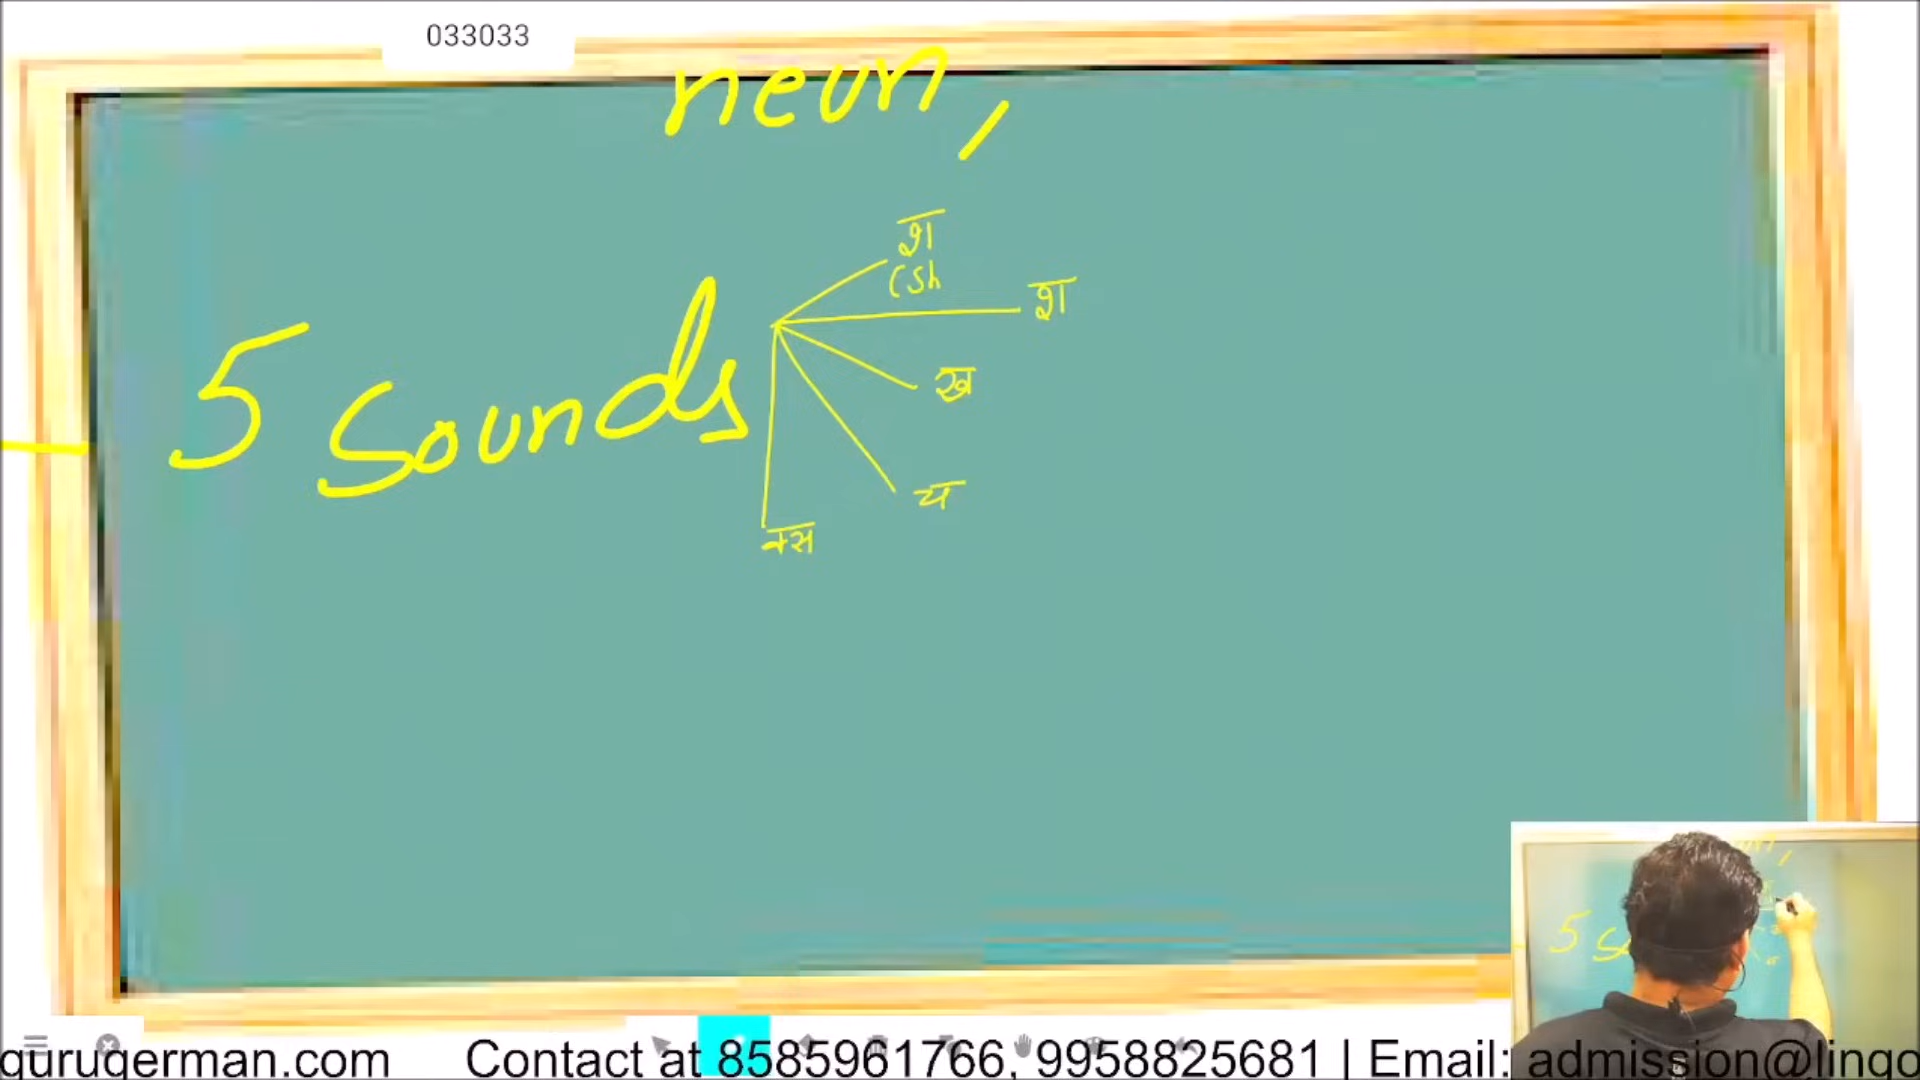 033033
neun,
श
(sh
श
5 sounds
ख
च
क्स
gurugerman.com Contact at 8585961766, 9958825681 | Email: admission@lingo